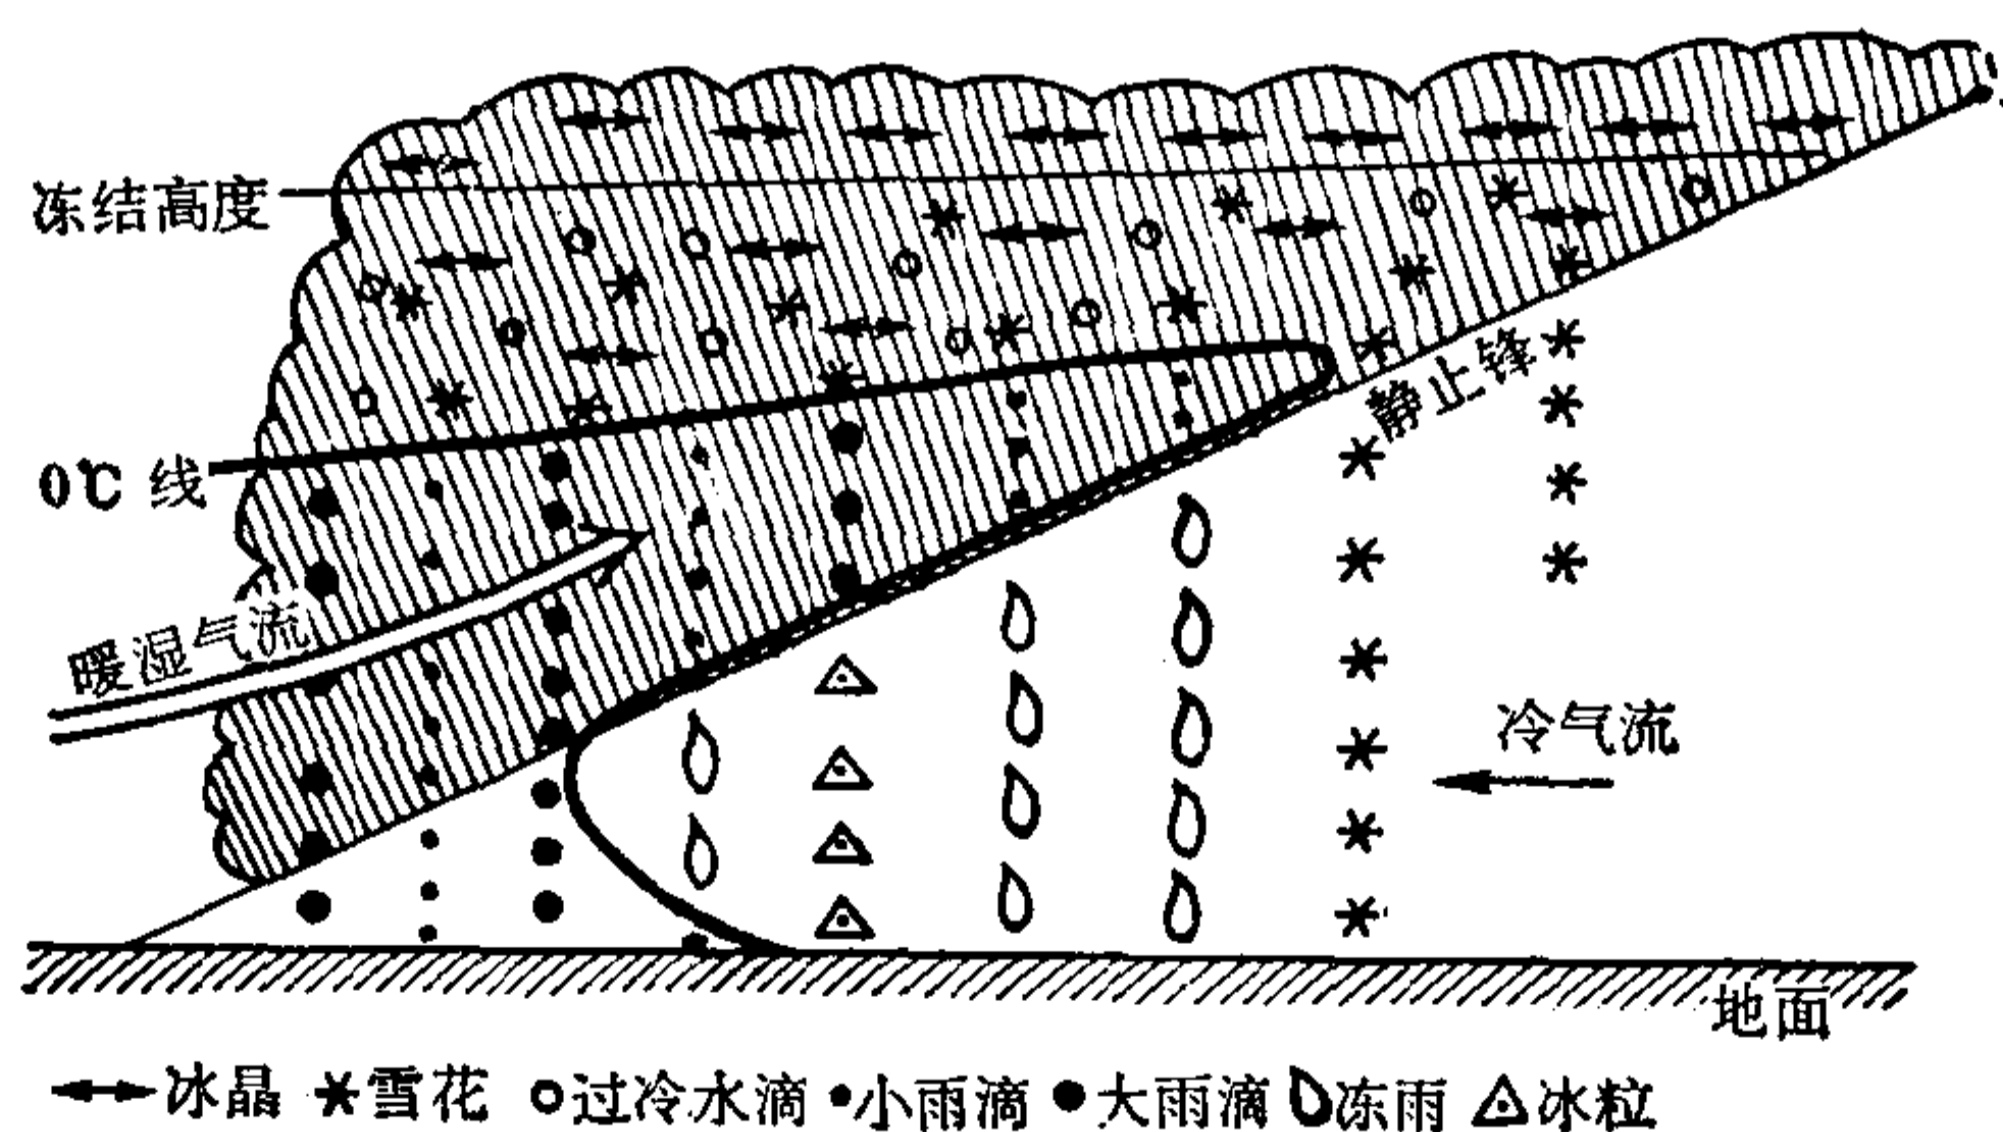 冻结高度
静止锋
0℃ 线
暖湿气流
冷气流
地面
冰晶 雪花 过冷水滴 小雨滴 大雨滴 冻雨 冰粒